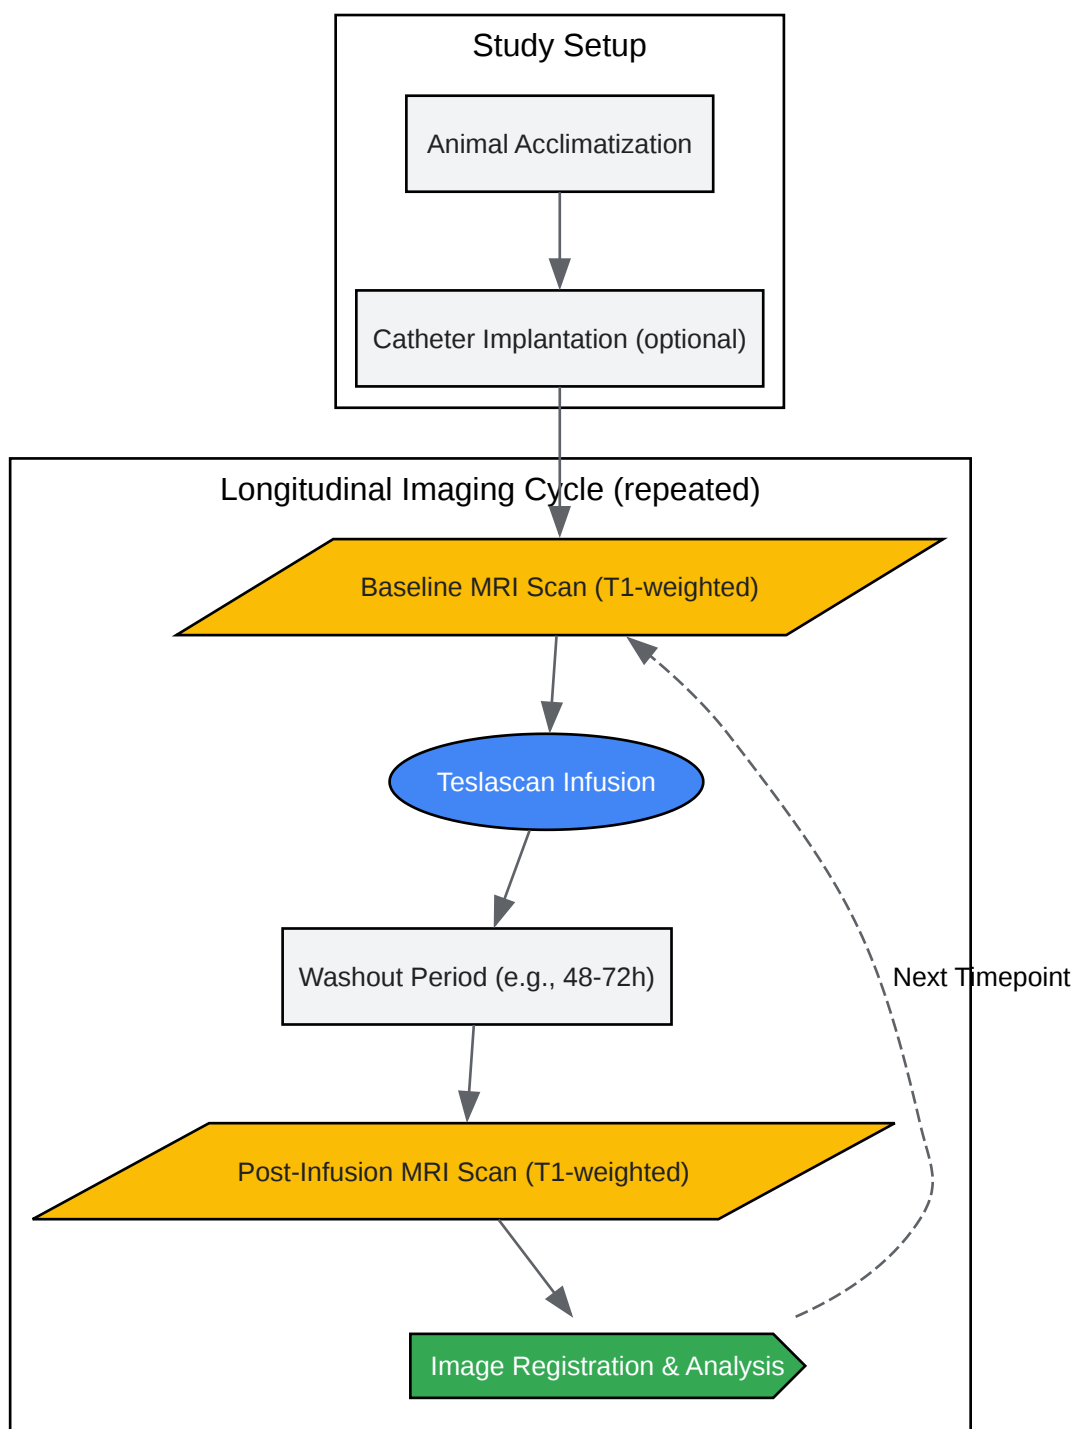 Study Setup
Animal Acclimatization
Catheter Implantation (optional)
Longitudinal Imaging Cycle (repeated)
Baseline MRI Scan (T1-weighted)
Teslascan Infusion
Washout Period (e.g., 48-72h)
Next Timepoint
Post-Infusion MRI Scan (T1-weighted)
Image Registration & Analysis